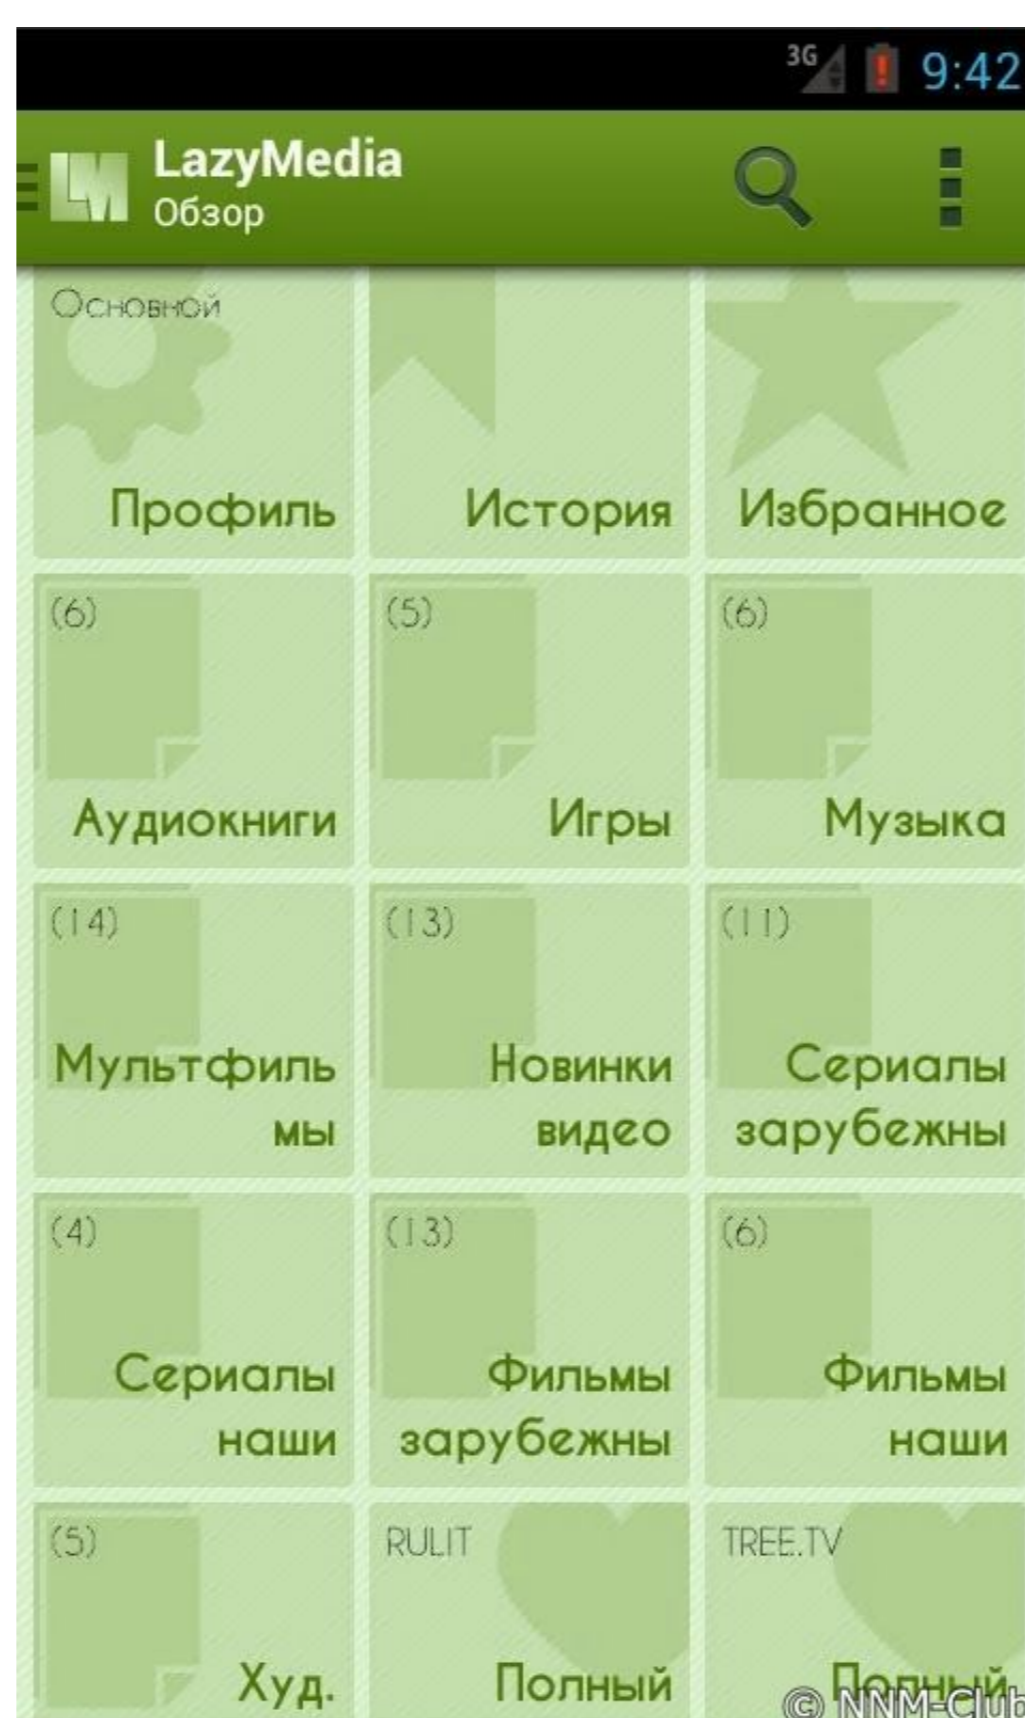 3G 9:42
LM LazyMedia
Обзор
Основной
Профиль
История
Избранное
(6)
Аудиокниги
(5)
Игры
(6)
Музыка
(14)
Мультфиль
мы
(13)
Новинки
видео
(11)
Сериалы
зарубежны
(4)
Сериалы
наши
(13)
Фильмы
зарубежны
(6)
Фильмы
наши
(5)
Худ.
RULIT
Полный
TREE.TV
Полный
© NNM-Club